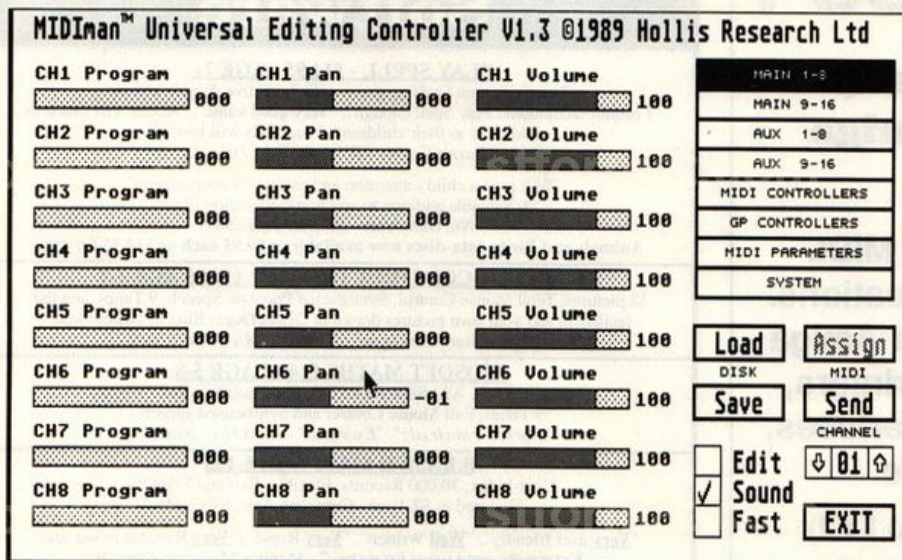 MIDIman™ Universal Editing Controller V1.3 ©1989 Hollis Research Ltd
CH1 Program CH1 Pan CH1 Volume
000 000 100
CH2 Program CH2 Pan CH2 Volume
000 000 100
CH3 Program CH3 Pan CH3 Volume
000 000 100
CH4 Program CH4 Pan CH4 Volume
000 000 100
CH5 Program CH5 Pan CH5 Volume
000 000 100
CH6 Program CH6 Pan CH6 Volume
000 -01 100
CH7 Program CH7 Pan CH7 Volume
000 000 100
CH8 Program CH8 Pan CH8 Volume
000 000 100
MAIN 1-8
MAIN 9-16
AUX 1-8
AUX 9-16
MIDI CONTROLLERS
GP CONTROLLERS
MIDI PARAMETERS
SYSTEM
Load Assign
DISK MIDI
Save Send
CHANNEL
Edit 01
Sound
Fast EXIT